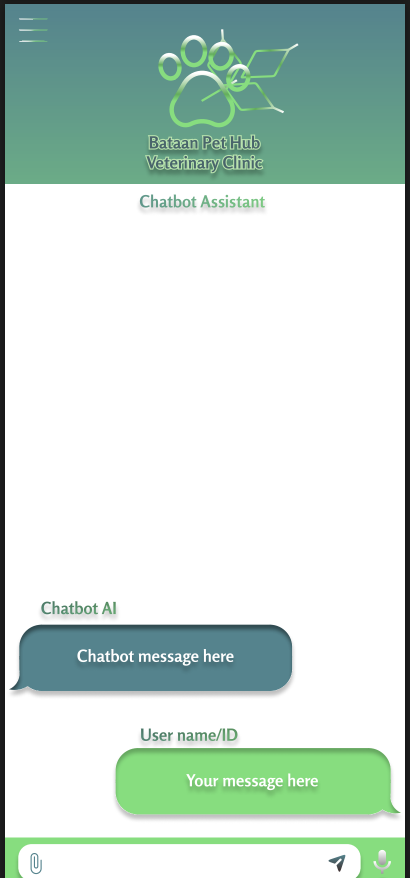 Bataan Pet Hub
Veterinary Clinic
Chatbot Assistant
Chatbot AI
Chatbot message here
User name/ID
Your message here